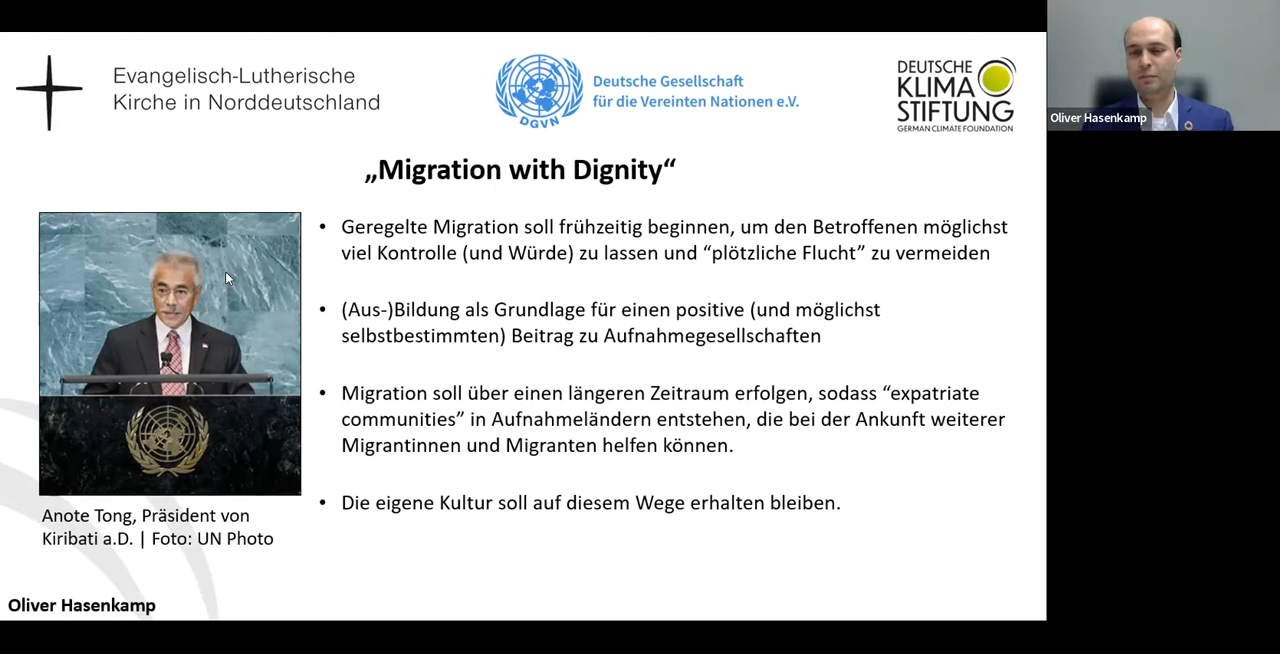 Evangelisch-Lutherische
Kirche in Norddeutschland
DGVN
Deutsche Gesellschaft
für die Vereinten Nationen e.V.
DEUTSCHE
KLIMA
STIFTUNG
GERMAN CLIMATE FOUNDATION
Oliver Hasenkamp
„Migration with Dignity“
• Geregelte Migration soll frühzeitig beginnen, um den Betroffenen möglichst
viel Kontrolle (und Würde) zu lassen und “plötzliche Flucht” zu vermeiden
• (Aus-)Bildung als Grundlage für einen positive (und möglichst
selbstbestimmten) Beitrag zu Aufnahmegesellschaften
• Migration soll über einen längeren Zeitraum erfolgen, sodass “expatriate
communities” in Aufnahmeländern entstehen, die bei der Ankunft weiterer
Migrantinnen und Migranten helfen können.
• Die eigene Kultur soll auf diesem Wege erhalten bleiben.
Anote Tong, Präsident von
Kiribati a.D. | Foto: UN Photo
Oliver Hasenkamp